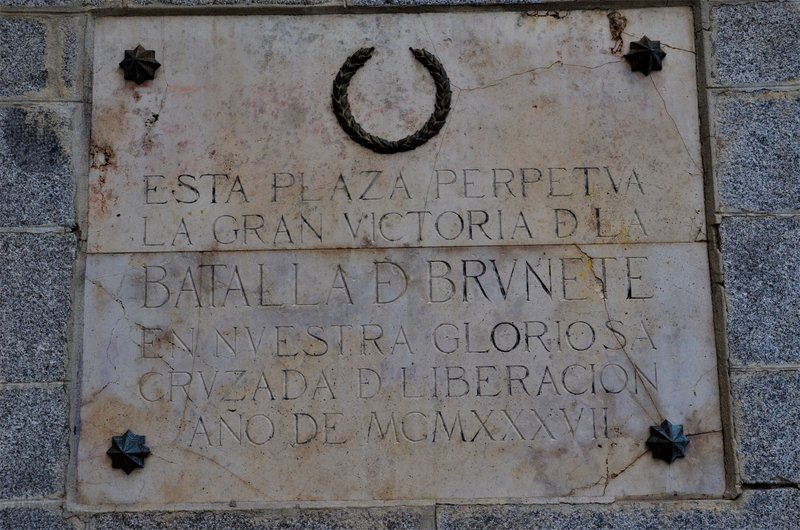 ESTA PLAZA PERPETVA
LA GRAN VICTORIA D LA
BATALLA Đ BRVNETE
EN NVESTRA GLORIOSA
CRVZADA D LIBERACION
AÑO DE MCMXXXVII